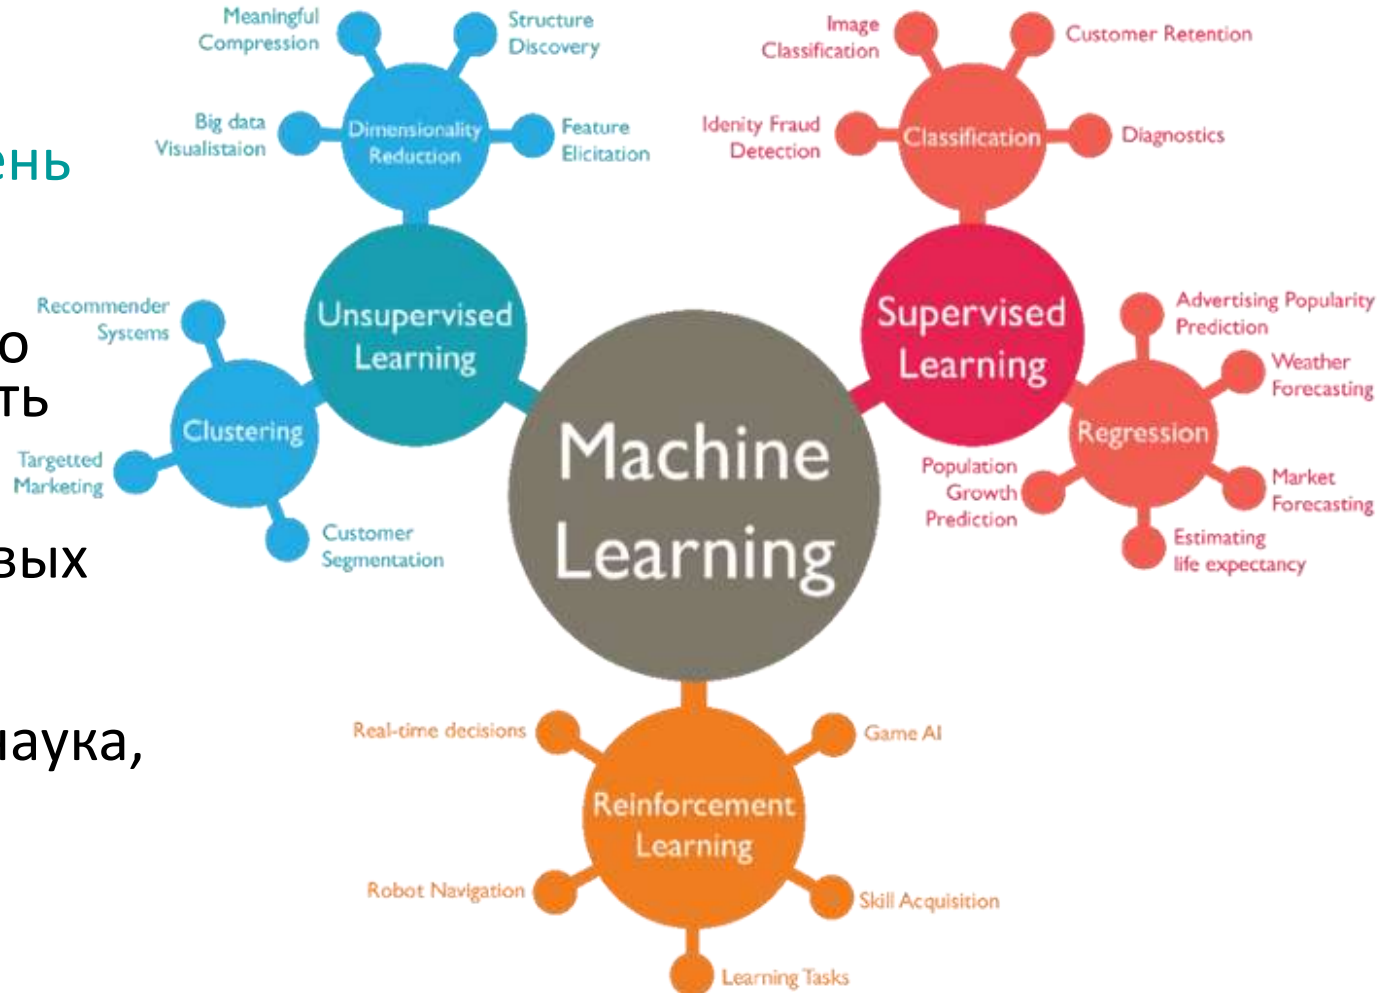 Meaningful
Compression
Structure
Discovery
Big data
Visualistaion
Dimensionality
Reduction
Feature
Elicitation
Image
Classification
Customer Retention
Idenity Fraud
Detection
Classification
Diagnostics
ень
Unsupervised
Learning
Supervised
Learning
Recommender
Systems
о
ть
Clustering
Targetted
Marketing
Customer
Segmentation
вых
Machine
Learning
Advertising Popularity
Prediction
Weather
Forecasting
Regression
Population
Growth
Prediction
Market
Forecasting
Estimating
life expectancy
наука,
Real-time decisions
Game AI
Reinforcement
Learning
Robot Navigation
Skill Acquisition
Learning Tasks